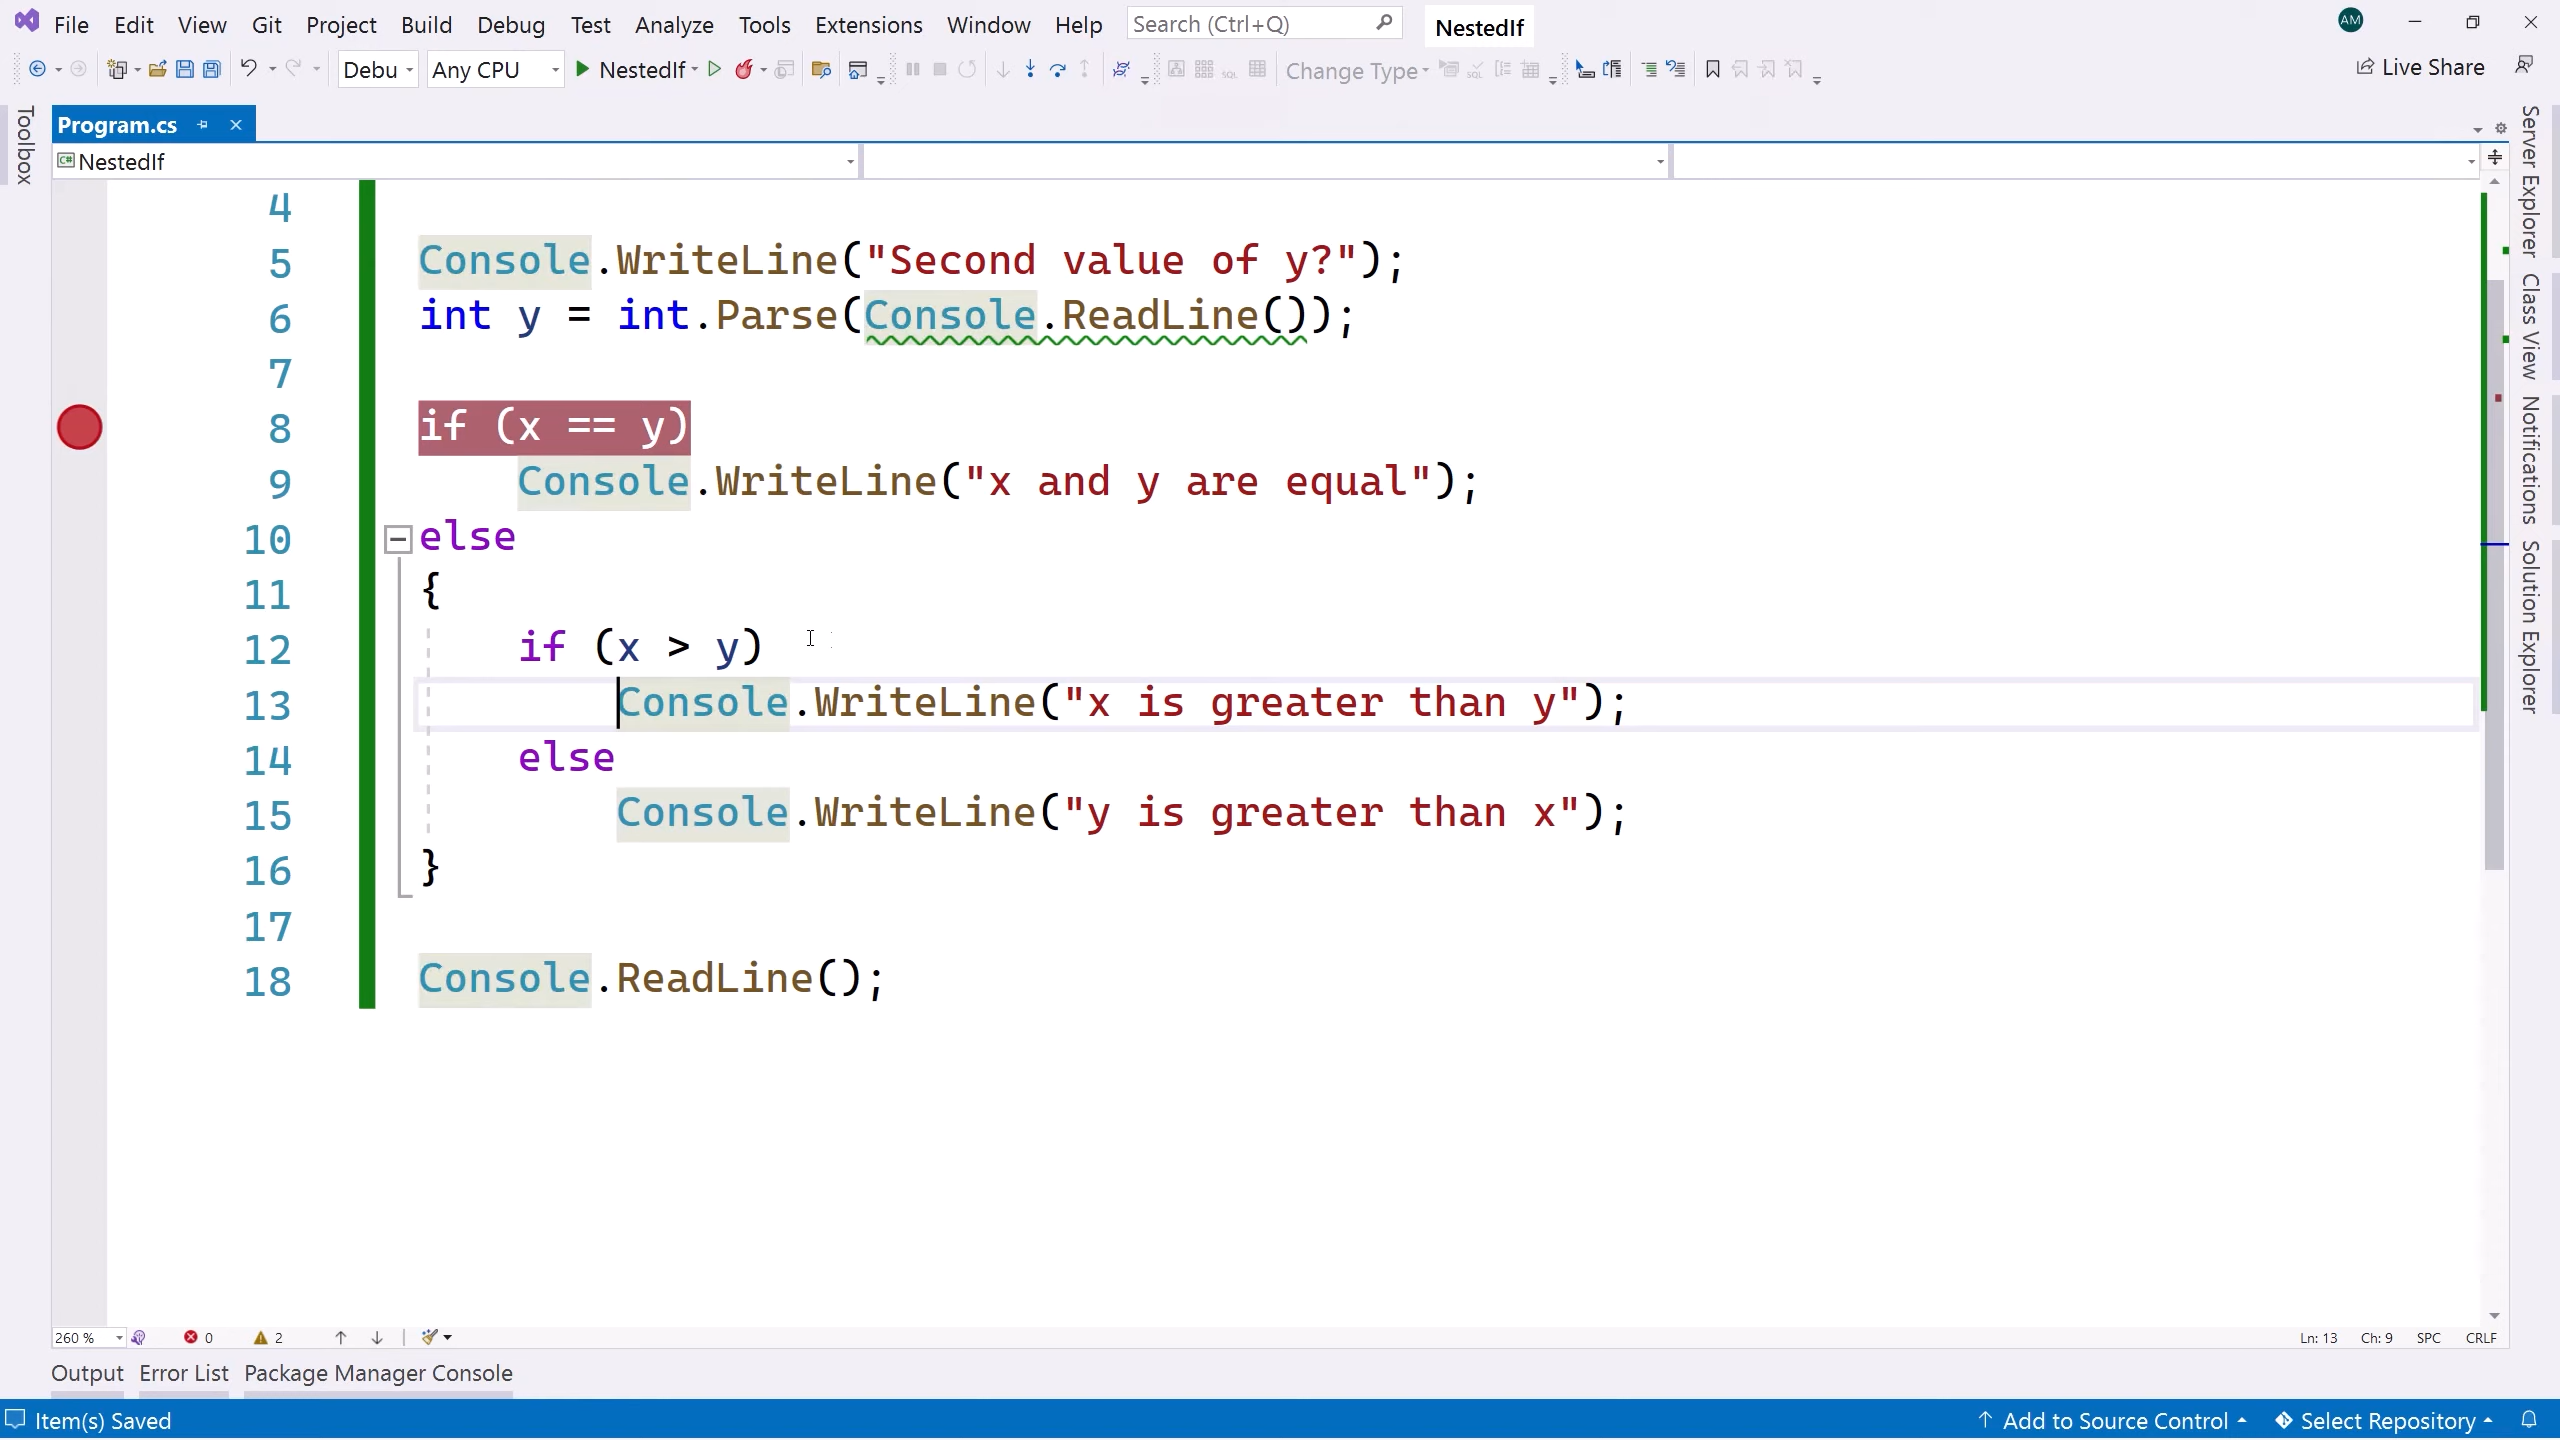 File Edit View Git Project Build Debug Test Analyze Tools Extensions Window Help Search (Ctrl+Q) NestedIf AM
Debu Any CPU NestedIf Change Type Live Share
Toolbox
Program.cs
C# NestedIf
4
5 Console.WriteLine("Second value of y?");
6 int y = int.Parse(Console.ReadLine());
7
8 if (x == y)
9 Console.WriteLine("x and y are equal");
10 else
11 {
12 if (x > y)
13 Console.WriteLine("x is greater than y");
14 else
15 Console.WriteLine("y is greater than x");
16 }
17
18 Console.ReadLine();
Server Explorer
Class View
Notifications
Solution Explorer
260 % 0 2 Ln: 13 Ch: 9 SPC CRLF
Output Error List Package Manager Console
Item(s) Saved Add to Source Control Select Repository